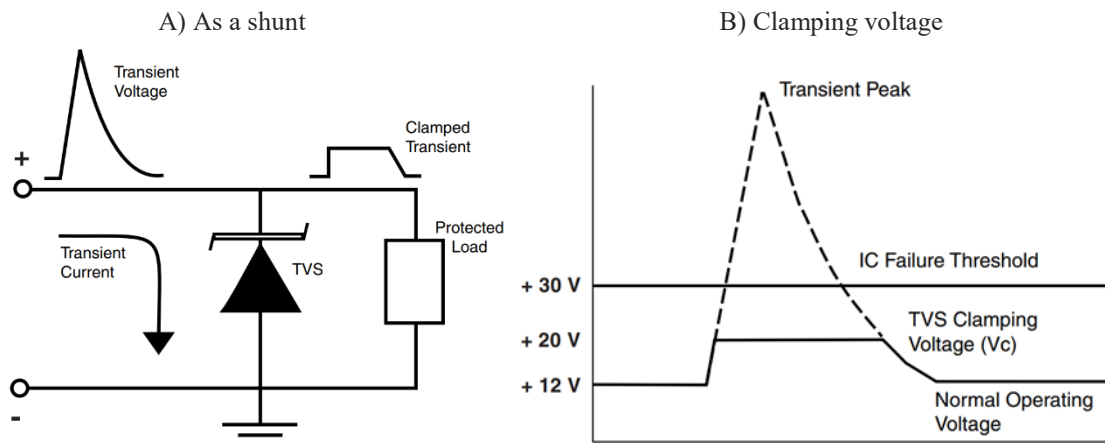 A) As a shunt
Transient
Voltage
Clamped
Transient
+
Transient
Current
TVS
Protected
Load
-
B) Clamping voltage
Transient Peak
IC Failure Threshold
+ 30 V
TVS Clamping
Voltage (Vc)
+ 20 V
+ 12 V
Normal Operating
Voltage